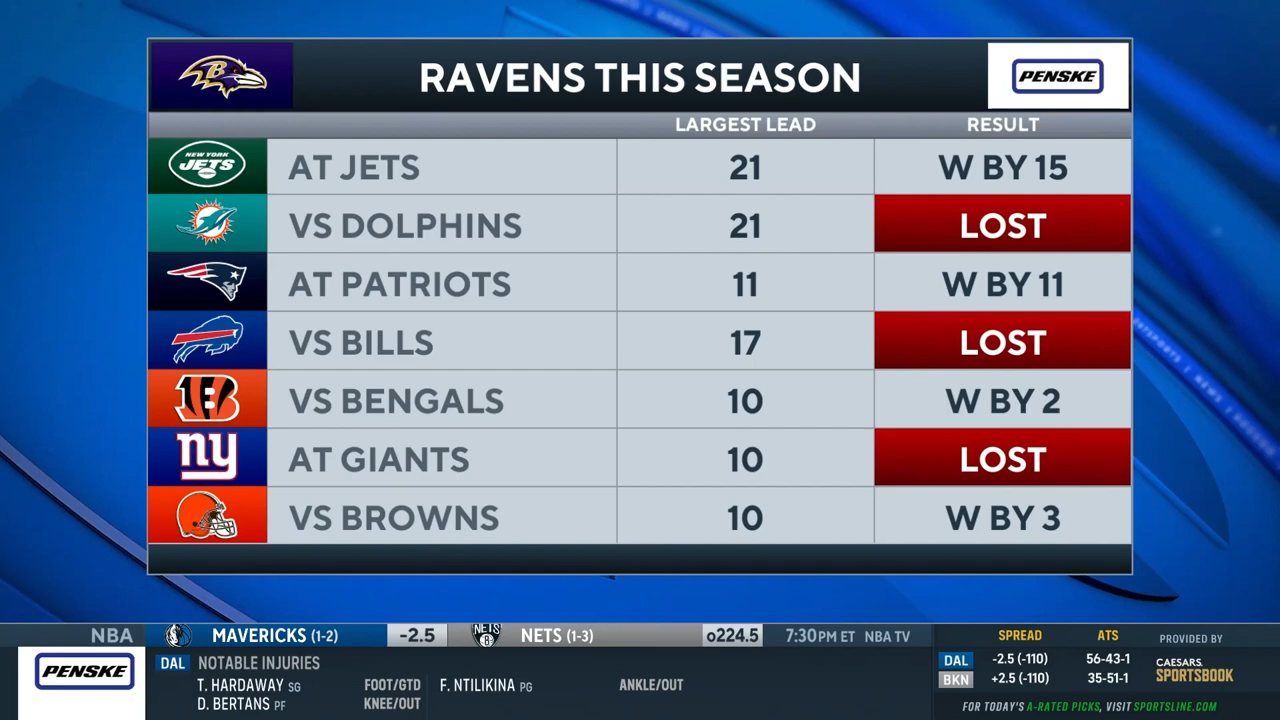 RAVENS THIS SEASON
PENSKE
LARGEST LEAD RESULT
NEW YORK
JETS
AT JETS 21 W BY 15
VS DOLPHINS 21 LOST
AT PATRIOTS 11 W BY 11
VS BILLS 17 LOST
VS BENGALS 10 W BY 2
ny AT GIANTS 10 LOST
VS BROWNS 10 W BY 3
NBA MAVERICKS (1-2) -2.5 NETS NETS (1-3) o224.5 7:30PM ET NBA TV
PENSKE
DAL NOTABLE INJURIES
T. HARDAWAY SG FOOT/GTD F. NTILIKINA PG ANKLE/OUT
D. BERTANS PF KNEE/OUT
SPREAD ATS PROVIDED BY
DAL -2.5 (-110) 56-43-1 CAESARS
BKN +2.5 (-110) 35-51-1 SPORTSBOOK
FOR TODAY'S A-RATED PICKS, VISIT SPORTSLINE.COM